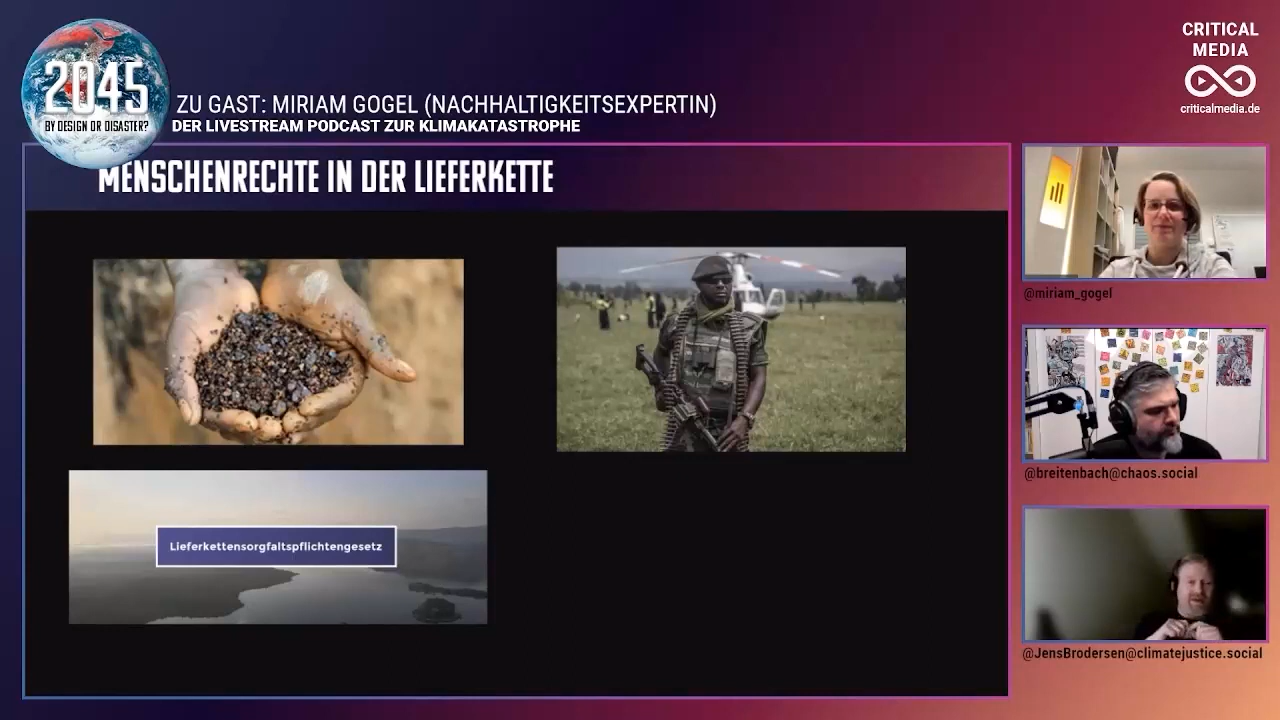 2045
BY DESIGN OR DISASTER?
ZU GAST: MIRIAM GOGEL (NACHHALTIGKEITSEXPERTIN)
DER LIVESTREAM PODCAST ZUR KLIMAKATASTROPHE
CRITICAL
MEDIA
criticalmedia.de
MENSCHENRECHTE IN DER LIEFERKETTE
Lieferkettensorgfaltspflichtengesetz
@miriam_gogel
@breitenbach@chaos.social
@JensBrodersen@climatejustice.social